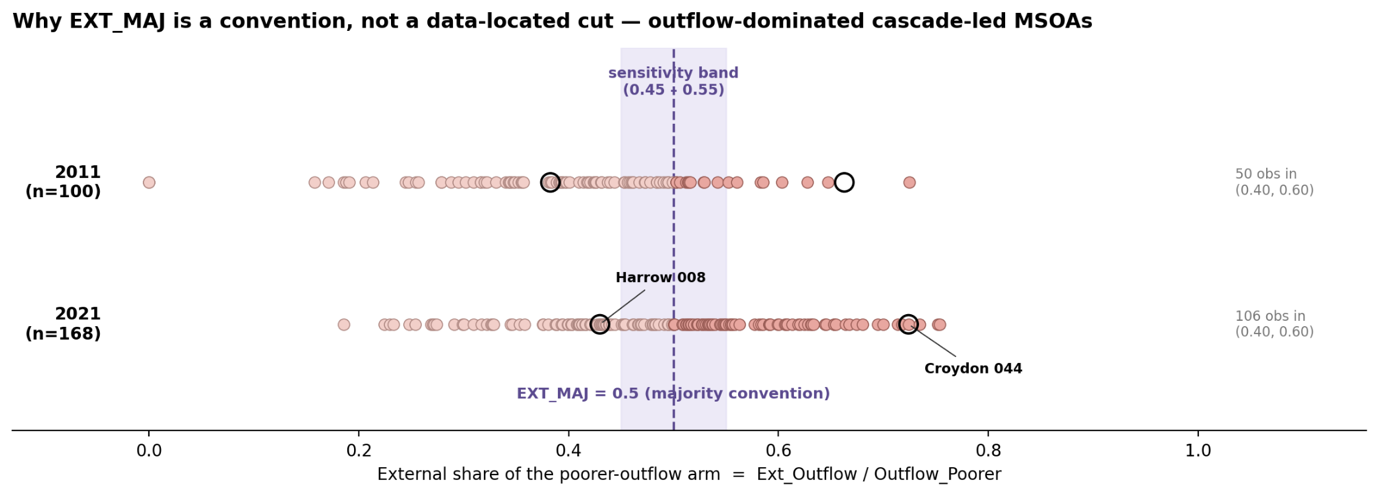 Why EXT_MAJ is a convention, not a data-located cut — outflow-dominated cascade-led MSOAs
sensitivity band
(0.45 – 0.55)
2011
(n=100)
50 obs in
(0.40, 0.60)
Harrow 008
2021
(n=168)
106 obs in
(0.40, 0.60)
Croydon 044
EXT_MAJ = 0.5 (majority convention)
0.0 0.2 0.4 0.6 0.8 1.0
External share of the poorer-outflow arm = Ext_Outflow / Outflow_Poorer